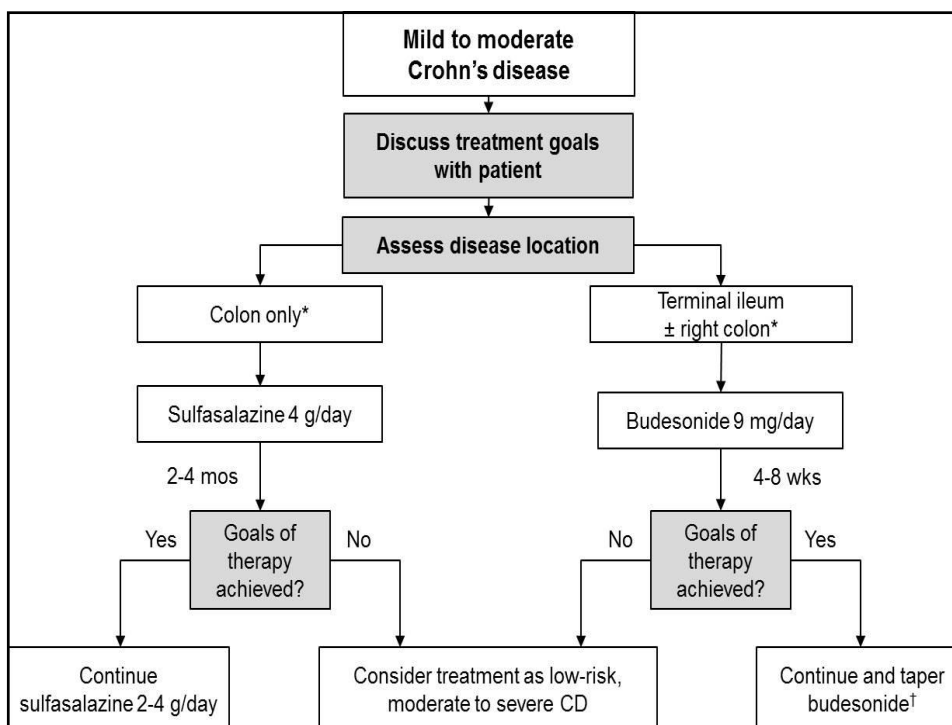 Mild to moderate
Crohn's disease
Discuss treatment goals
with patient
Assess disease location
Colon only*
Terminal ileum
± right colon*
Sulfasalazine 4 g/day
Budesonide 9 mg/day
2-4 mos
4-8 wks
Yes
Goals of
therapy
achieved?
No
No
Goals of
therapy
achieved?
Yes
Continue
sulfasalazine 2-4 g/day
Consider treatment as low-risk,
moderate to severe CD
Continue and taper
budesonide†